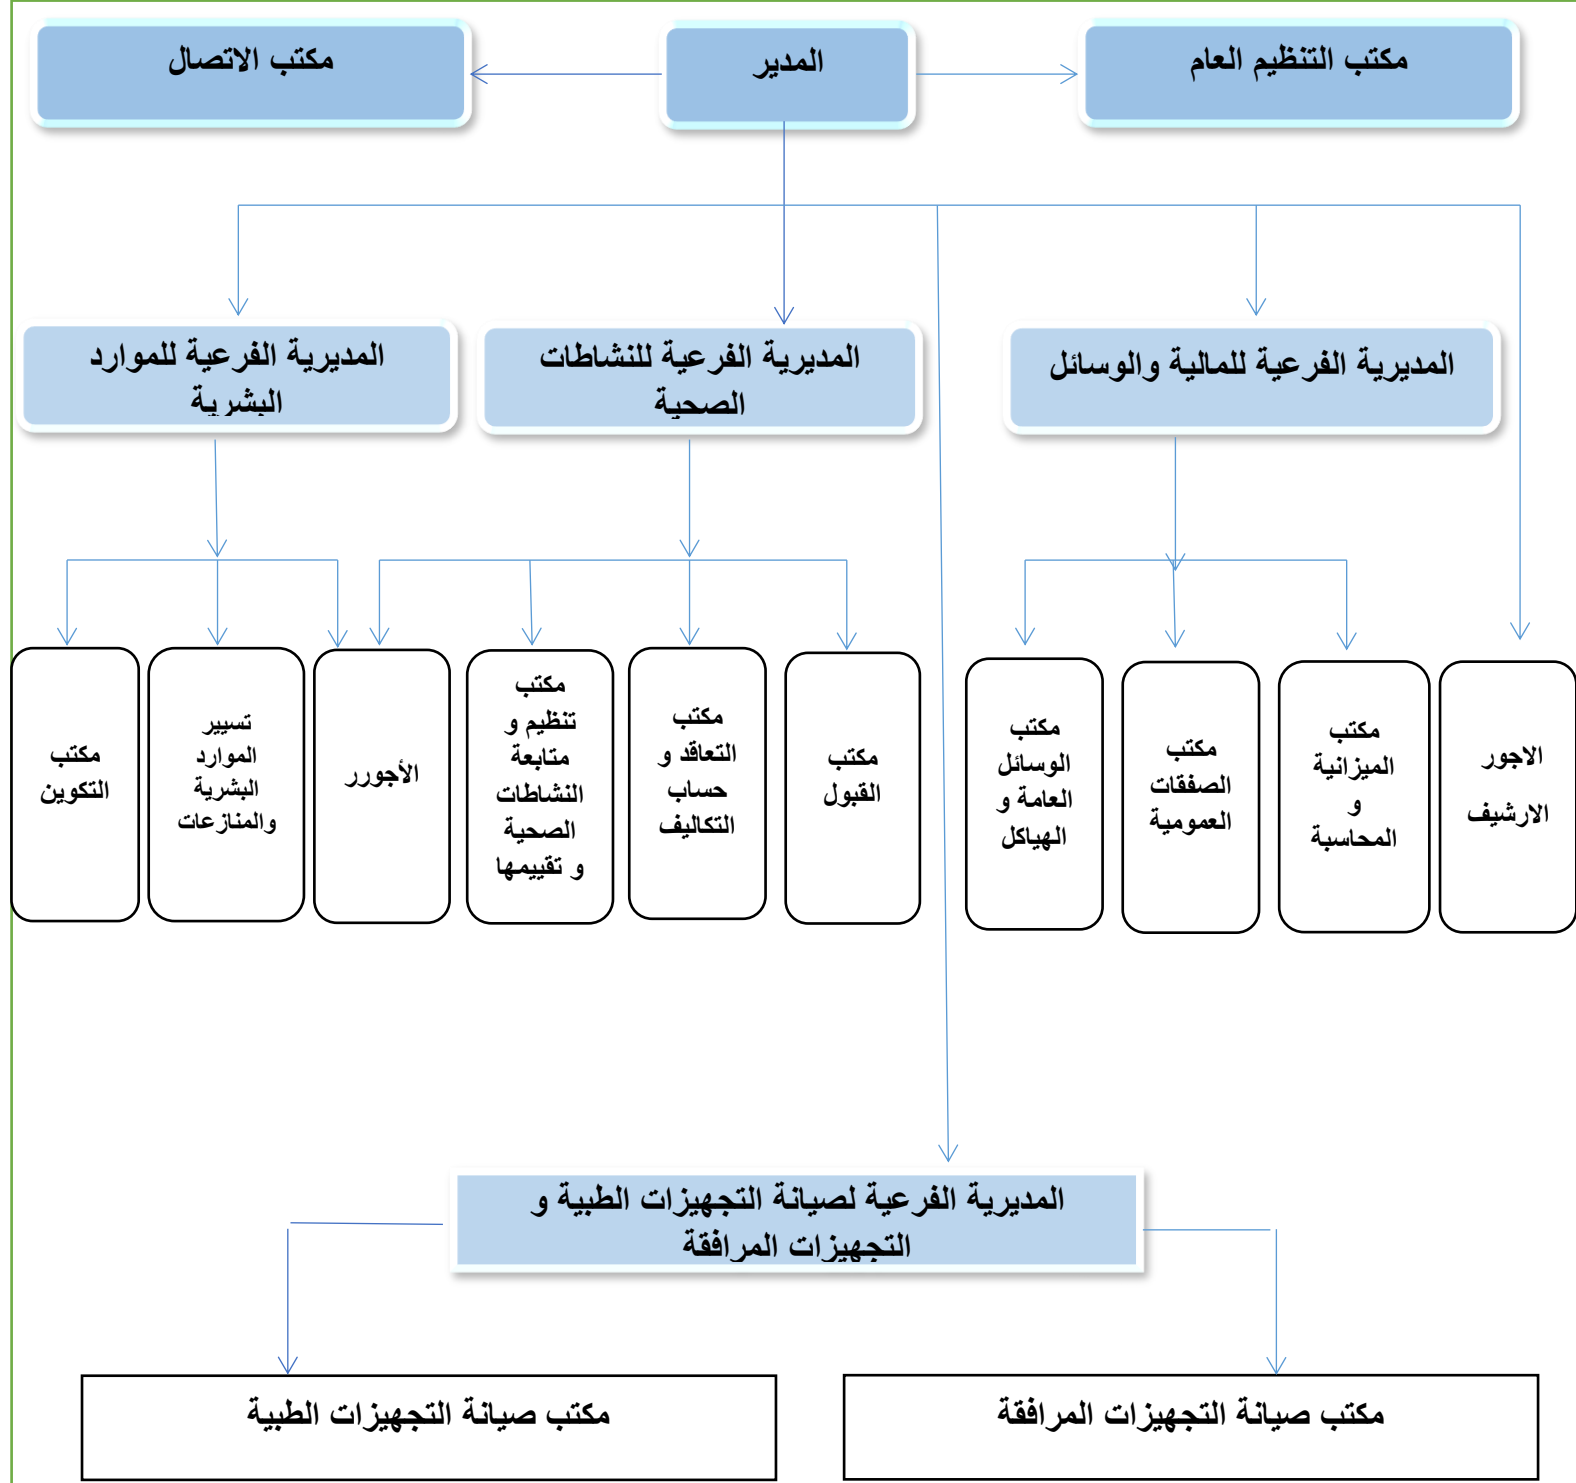 مكتب التنظيم العام
المدير
مكتب الاتصال
المديرية الفرعية للمالية والوسائل
المديرية الفرعية للنشاطات
الصحية
المديرية الفرعية للموارد
البشرية
الاجور
الارشيف
مكتب
الميزانية
و
المحاسبة
مكتب
الصفقات
العمومية
مكتب
الوسائل
العامة و
الهياكل
مكتب
القبول
مكتب
التعاقد و
حساب
التكاليف
مكتب
تنظيم و
متابعة
النشاطات
الصحية
و تقييمها
الأجورر
تسيير
الموارد
البشرية
والمنازعات
مكتب
التكوين
المديرية الفرعية لصيانة التجهيزات الطبية و
التجهيزات المرافقة
مكتب صيانة التجهيزات المرافقة
مكتب صيانة التجهيزات الطبية